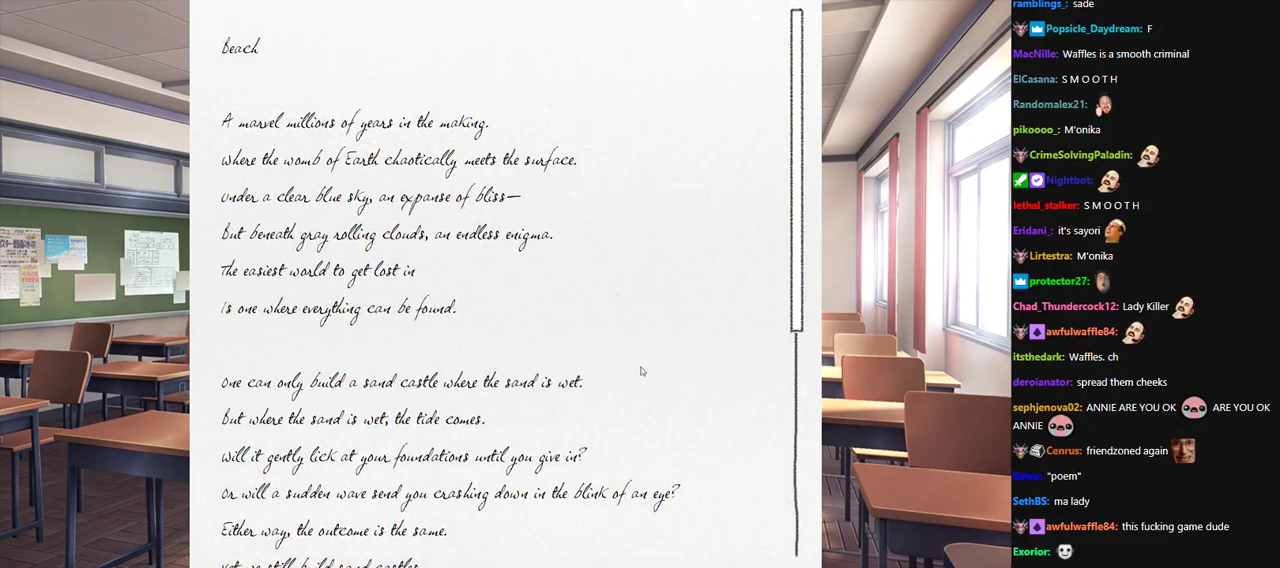 Beach
A marvel millions of years in the making.
Where the womb of Earth chaotically meets the surface.
Under a clear blue sky, an expanse of bliss—
But beneath gray rolling clouds, an endless enigma.
The easiest world to get lost in
Is one where everything can be found.
One can only build a sand castle where the sand is wet.
But where the sand is wet, the tide comes.
Will it gently lick at your foundations until you give in?
Or will a sudden wave send you crashing down in the blink of an eye?
Either way, the outcome is the same.
Yet we still build sand castles
ramblings_: sade
Popsicle_Daydream: F
MacNille: Waffles is a smooth criminal
ElCasana: S M O O T H
Randomalex21:
pikoooo_: M'onika
CrimeSolvingPaladin:
Nightbot:
lethal_stalker: S M O O T H
Eridani_: it's sayori
Lirtestra: M'onika
protector27:
Chad_Thundercock12: Lady Killer
awfulwaffle84:
itsthedark: Waffles. ch
deroianator: spread them cheeks
sephjenova02: ANNIE ARE YOU OK ARE YOU OK
ANNIE
Cenrus: friendzoned again
"poem"
SethBS: ma lady
awfulwaffle84: this fucking game dude
Exorior: